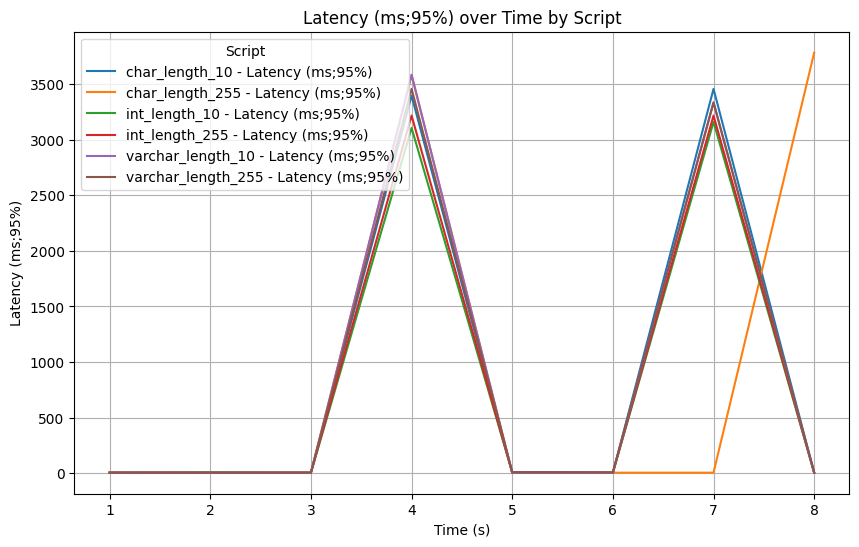 Latency (ms;95%) over Time by Script
Script
char_length_10 - Latency (ms;95%)
char_length_255 - Latency (ms;95%)
int_length_10 - Latency (ms;95%)
int_length_255 - Latency (ms;95%)
varchar_length_10 - Latency (ms;95%)
varchar_length_255 - Latency (ms;95%)
Latency (ms;95%)
3500
3000
2500
2000
1500
1000
500
0
1 2 3 4 5 6 7 8
Time (s)